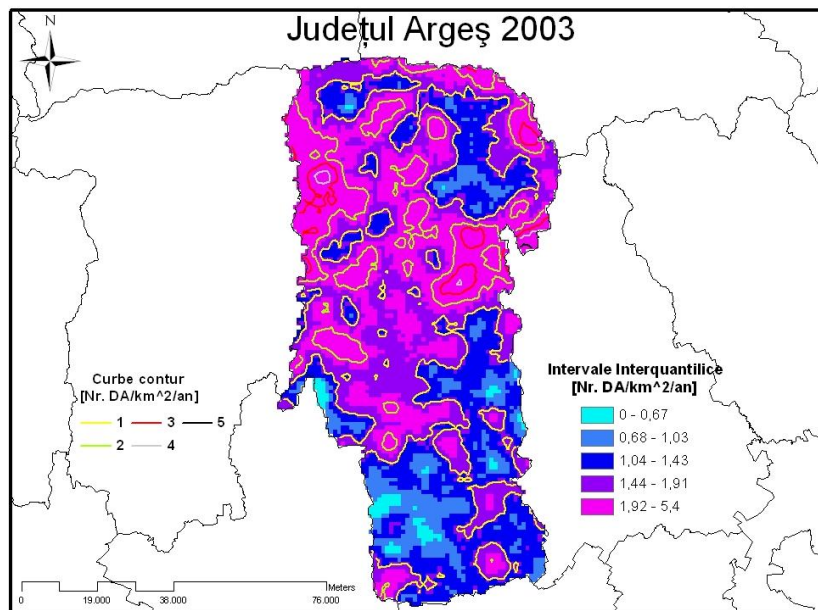 Județul Argeş 2003
N
Curbe contur
[Nr. DA/km^2/an]
1 3 5
2 4
Intervale Interquantilice
[Nr. DA/km^2/an]
0 - 0,67
0,68 - 1,03
1,04 - 1,43
1,44 - 1,91
1,92 - 5,4
Meters
0 19.000 38.000 76.000